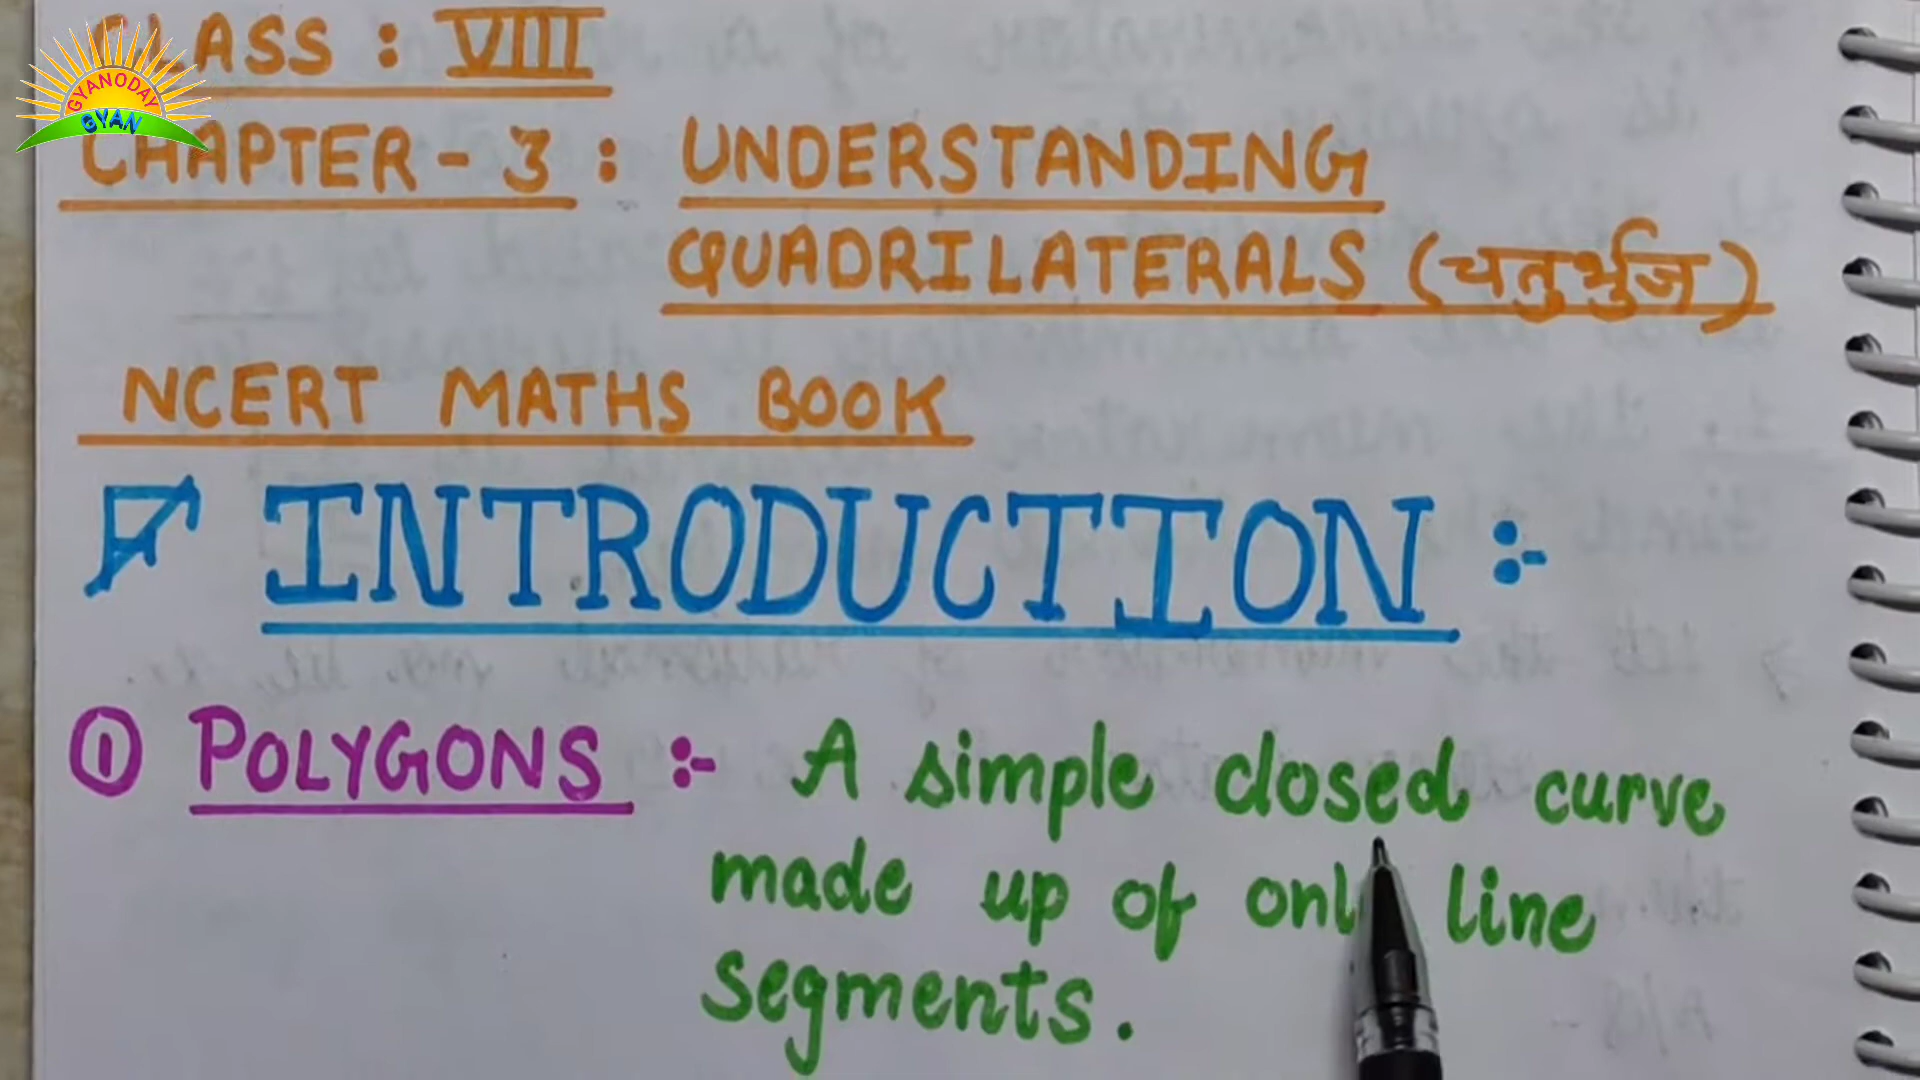 GYANODAY
GYAN
CLASS : VIII
CHAPTER - 3 : UNDERSTANDING
QUADRILATERALS (चतुर्भुज)
NCERT MATHS BOOK
INTRODUCTION :-
① POLYGONS :- A simple closed curve
made up of only line
segments.